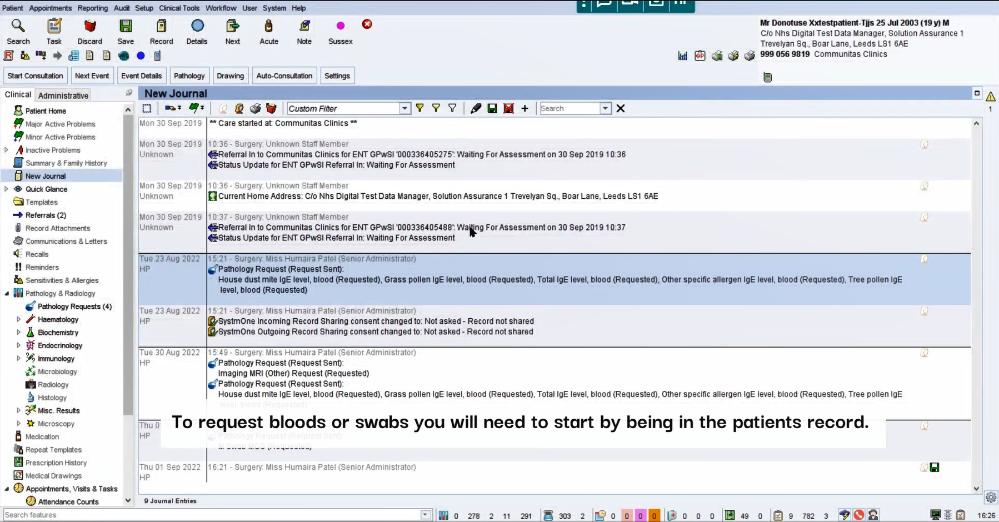 Patient Appointments Reporting Audit Setup Clinical Tools Workflow User System Help
Search Task Discard Save Record Details Next Acute Note Sussex
Mr Donotuse Xxtestpatient-Tjjs 25 Jul 2003 (19 y) M
C/o Nhs Digital Test Data Manager, Solution Assurance 1
Trevelyan Sq., Boar Lane, Leeds LS1 6AE
999 056 9819 Communitas Clinics
Start Consultation Next Event Event Details Pathology Drawing Auto-Consultation Settings
Clinical Administrative
Patient Home
Major Active Problems
Minor Active Problems
Inactive Problems
Summary & Family History
New Journal
Quick Glance
Templates
Referrals (2)
Record Attachments
Communications & Letters
Recalls
Reminders
Sensitivities & Allergies
Pathology & Radiology
Pathology Requests (4)
Haematology
Biochemistry
Endocrinology
Immunology
Microbiology
Radiology
Histology
Misc. Results
Microscopy
Medication
Repeat Templates
Prescription History
Medical Drawings
Appointments, Visits & Tasks
Attendance Counts
New Journal
Custom Filter Search
Mon 30 Sep 2019 ** Care started at: Communitas Clinics **
Mon 30 Sep 2019 10:36 - Surgery: Unknown Staff Member
Unknown Referral In to Communitas Clinics for ENT GPwSI '000336405275': Waiting For Assessment on 30 Sep 2019 10:36
Status Update for ENT GPwSI Referral In: Waiting For Assessment
Mon 30 Sep 2019 10:36 - Surgery: Unknown Staff Member
Unknown Current Home Address: C/o Nhs Digital Test Data Manager, Solution Assurance 1 Trevelyan Sq., Boar Lane, Leeds LS1 6AE
Mon 30 Sep 2019 10:37 - Surgery: Unknown Staff Member
Unknown Referral In to Communitas Clinics for ENT GPwSI '000336405488': Waiting For Assessment on 30 Sep 2019 10:37
Status Update for ENT GPwSI Referral In: Waiting For Assessment
Tue 23 Aug 2022 15:21 - Surgery: Miss Humaira Patel (Senior Administrator)
HP Pathology Request (Request Sent):
House dust mite IgE level, blood (Requested), Grass pollen IgE level, blood (Requested), Total IgE level, blood (Requested), Other specific allergen IgE level, blood (Requested), Tree pollen IgE
level, blood (Requested)
Tue 23 Aug 2022 15:21 - Surgery: Miss Humaira Patel (Senior Administrator)
HP SystmOne Incoming Record Sharing consent changed to: Not asked - Record not shared
SystmOne Outgoing Record Sharing consent changed to: Not asked - Record not shared
Tue 30 Aug 2022 15:49 - Surgery: Miss Humaira Patel (Senior Administrator)
HP Pathology Request (Request Sent):
Imaging MRI (Other) Request (Requested)
Pathology Request (Request Sent):
House dust mite IgE level, blood (Requested), Grass pollen IgE level, blood (Requested), Total IgE level, blood (Requested), Other specific allergen IgE level, blood (Requested), Tree pollen IgE
level, blood (Requested)
To request bloods or swabs you will need to start by being in the patients record.
Thu 0
HP Pathology Request (Request Sent):
M Swab MCS (Requested)
Thu 01 Sep 2022 16:21 - Surgery: Miss Humaira Patel (Senior Administrator)
HP
9 Journal Entries
1
Search features 0 278 2 11 291 303 2 0 0 0 0 0 0 0 49 0 9 782 3 16:26